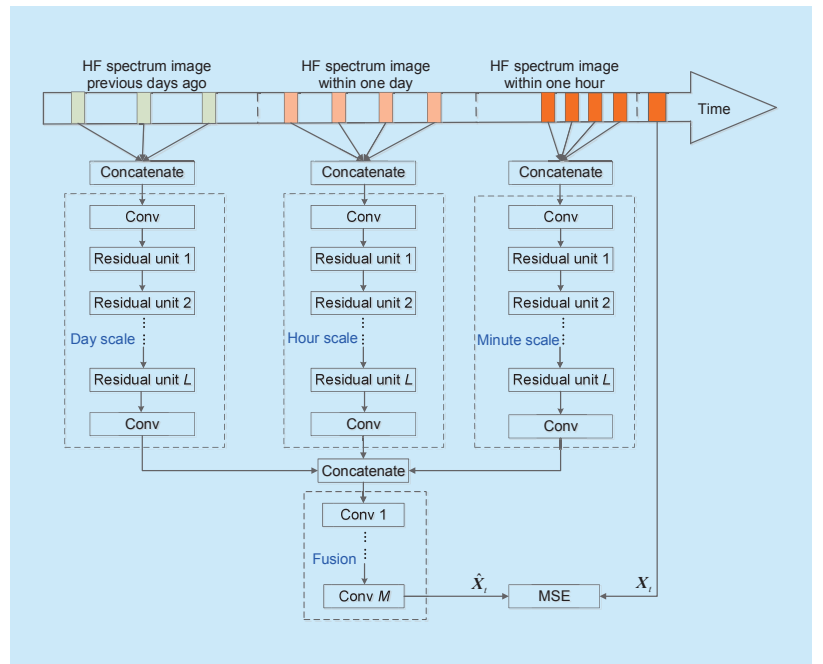 HF spectrum image
previous days ago
HF spectrum image
within one day
HF spectrum image
within one hour
Time
Concatenate
Concatenate
Concatenate
Conv
Residual unit 1
Residual unit 2
Day scale
Residual unit L
Conv
Conv
Residual unit 1
Residual unit 2
Hour scale
Residual unit L
Conv
Conv
Residual unit 1
Residual unit 2
Minute scale
Residual unit L
Conv
Concatenate
Conv 1
Fusion
Conv M
X̂ₜ
MSE
Xₜ